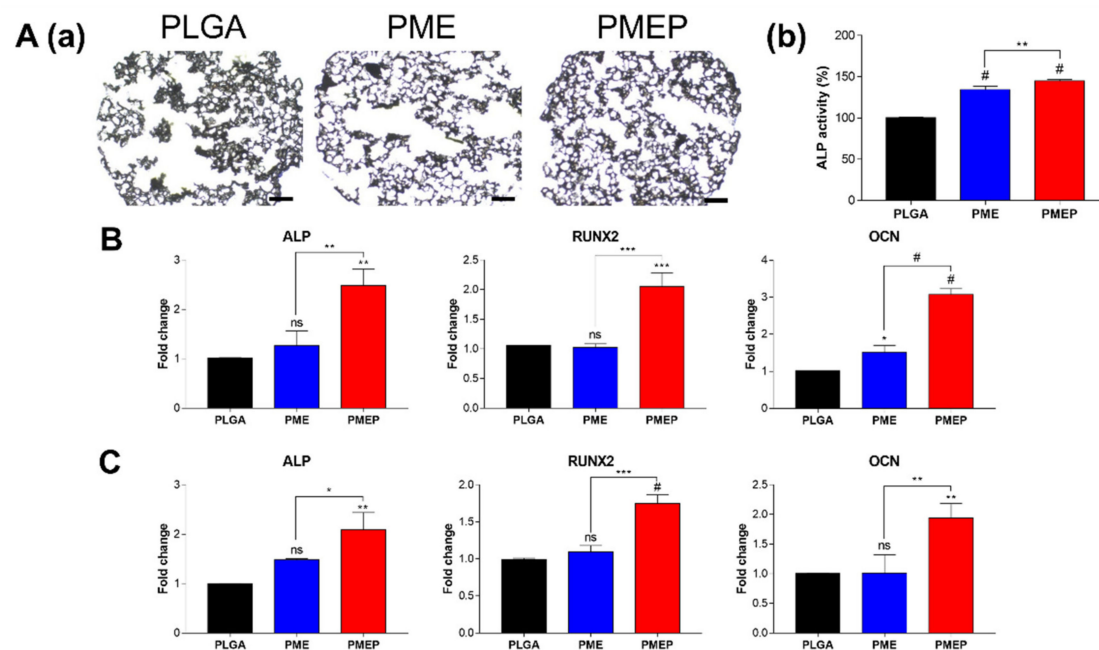 A (a)
PLGA PME PMEP
(b)
ALP activity (%)
200
150
100
50
0
# # **
PLGA PME PMEP
B
ALP
Fold change
3
2
1
0
ns ** **
PLGA PME PMEP
RUNX2
Fold change
2.5
2.0
1.5
1.0
0.5
0.0
ns *** ***
PLGA PME PMEP
OCN
Fold change
4
3
2
1
0
* # #
PLGA PME PMEP
C
ALP
Fold change
3
2
1
0
ns * **
PLGA PME PMEP
RUNX2
Fold change
2.0
1.5
1.0
0.5
0.0
ns *** #
PLGA PME PMEP
OCN
Fold change
2.5
2.0
1.5
1.0
0.5
0.0
ns ** **
PLGA PME PMEP